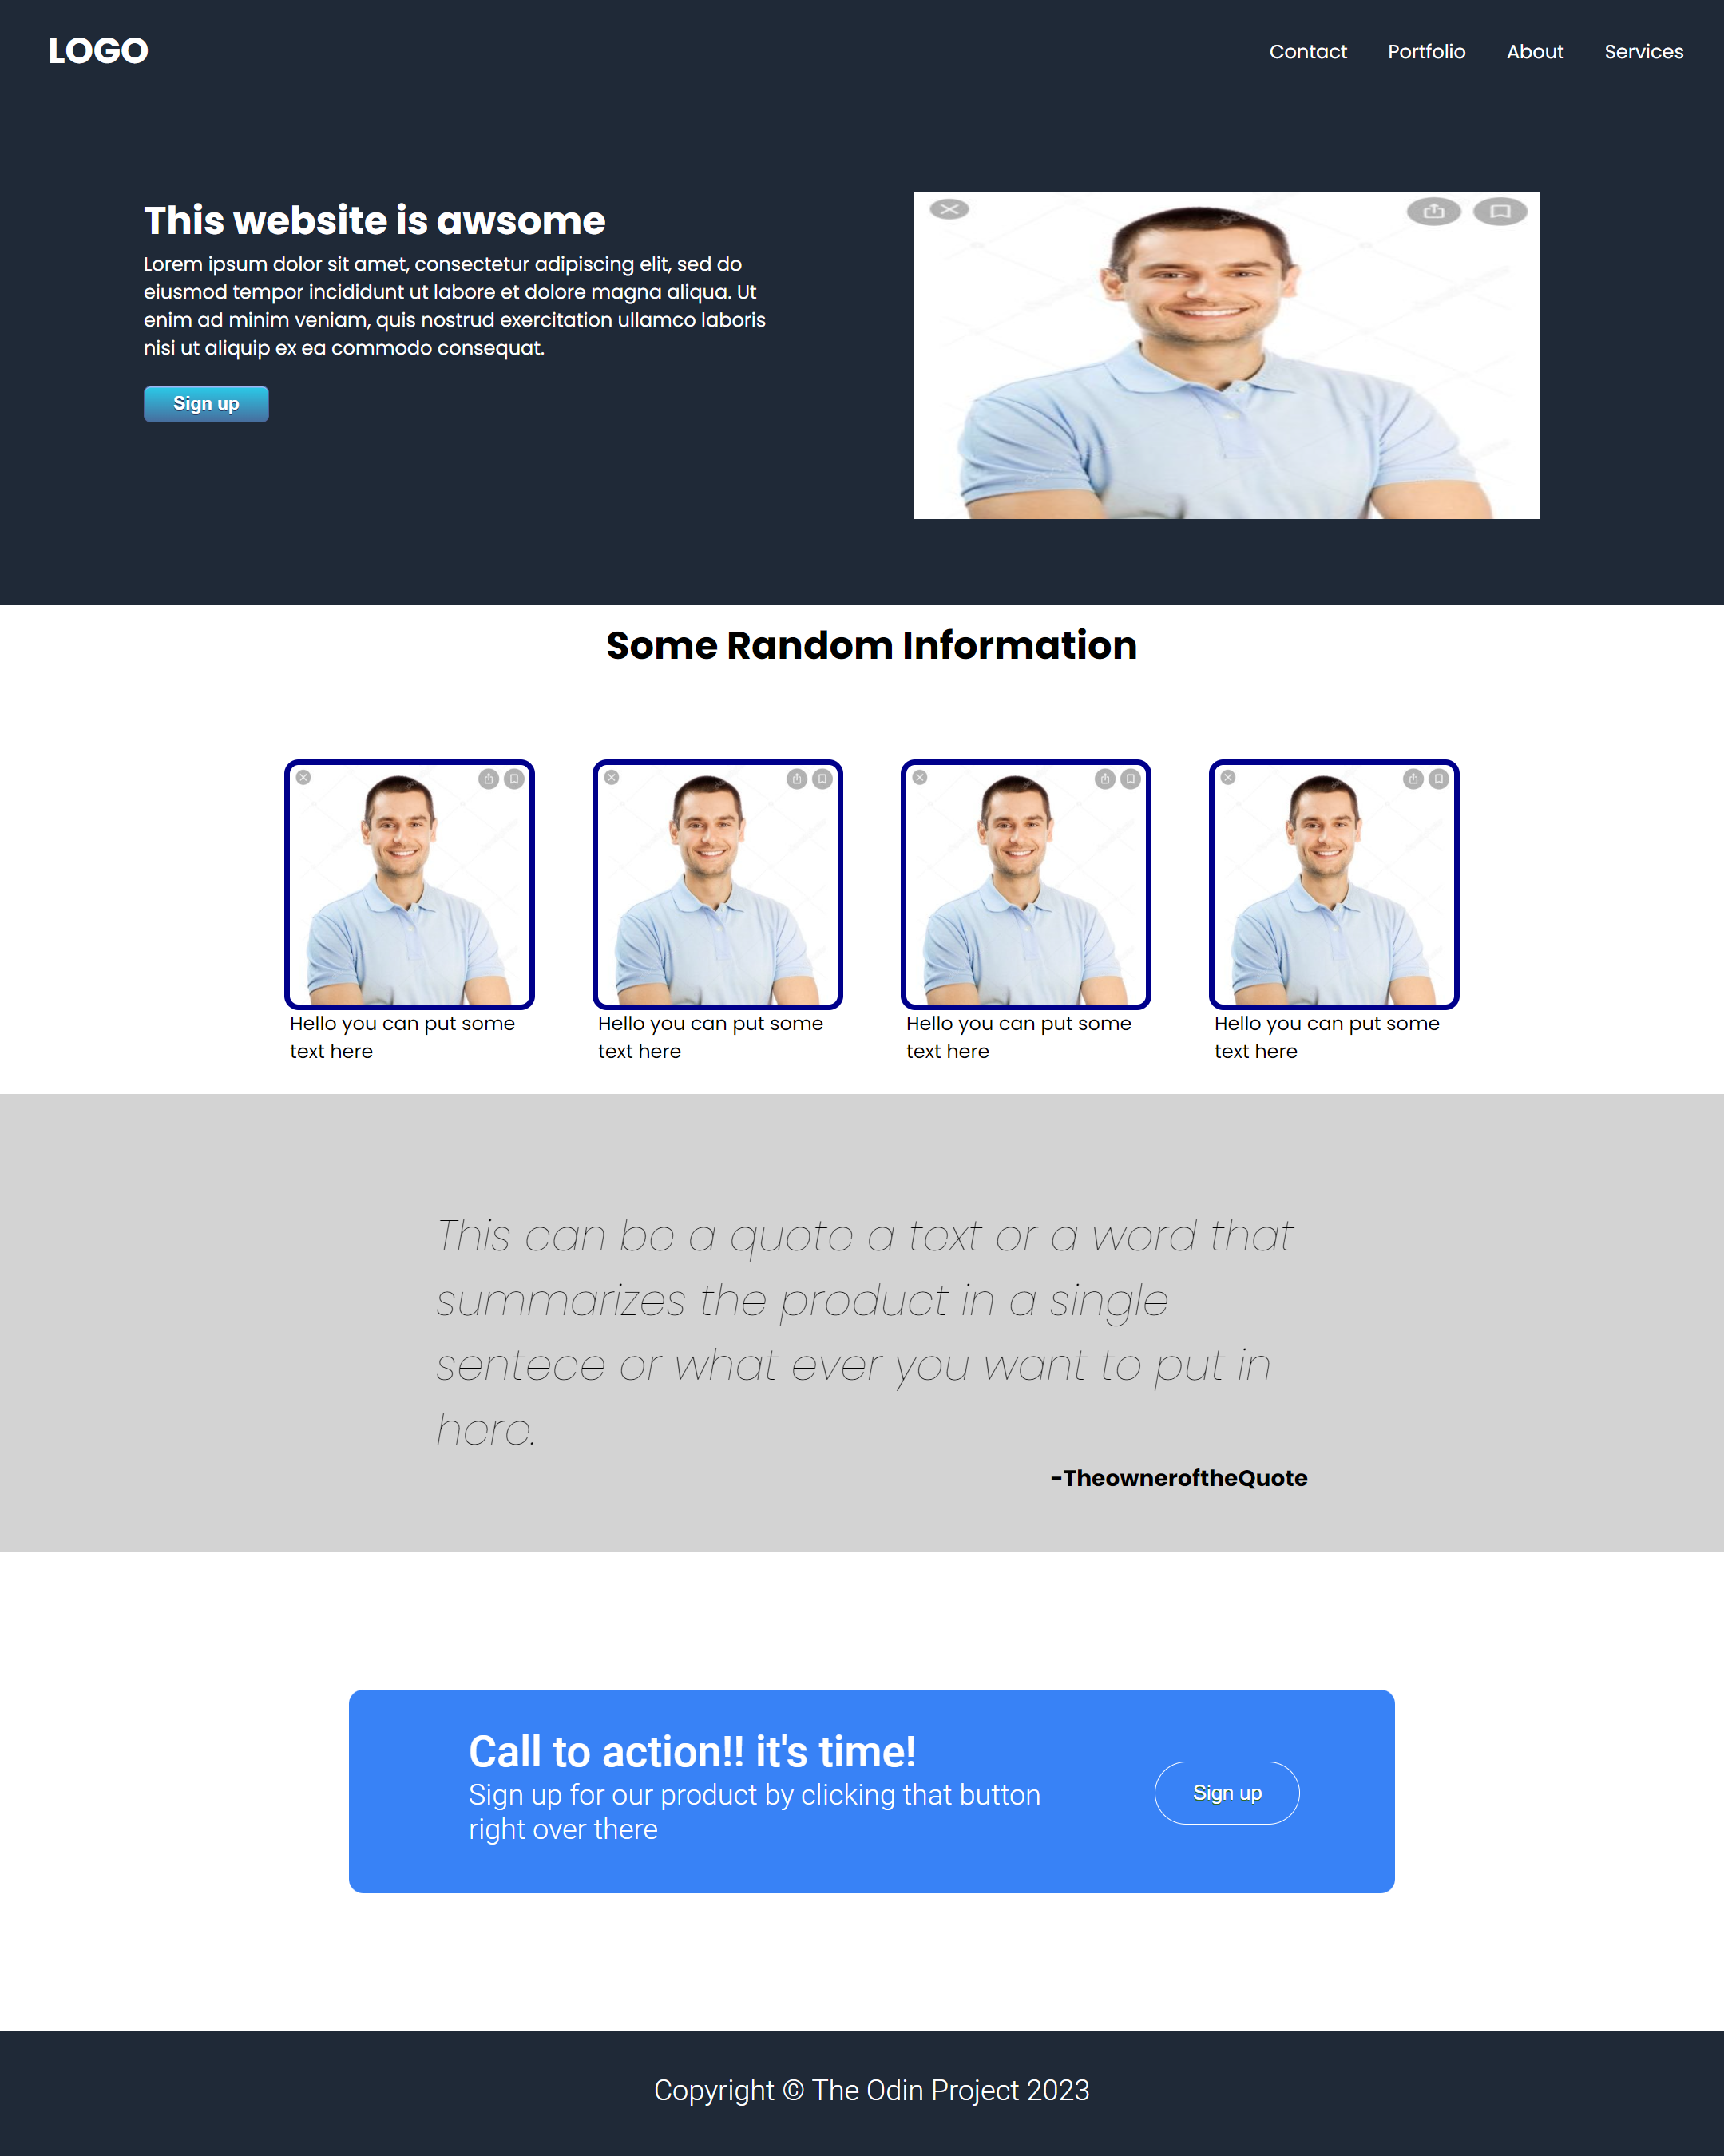 LOGO
Contact Portfolio About Services
This website is awsome
Lorem ipsum dolor sit amet, consectetur adipiscing elit, sed do
eiusmod tempor incididunt ut labore et dolore magna aliqua. Ut
enim ad minim veniam, quis nostrud exercitation ullamco laboris
nisi ut aliquip ex ea commodo consequat.
Sign up
Some Random Information
Hello you can put some
text here
Hello you can put some
text here
Hello you can put some
text here
Hello you can put some
text here
This can be a quote a text or a word that
summarizes the product in a single
sentece or what ever you want to put in
here.
-TheowneroftheQuote
Call to action!! it's time!
Sign up for our product by clicking that button
right over there
Sign up
Copyright © The Odin Project 2023